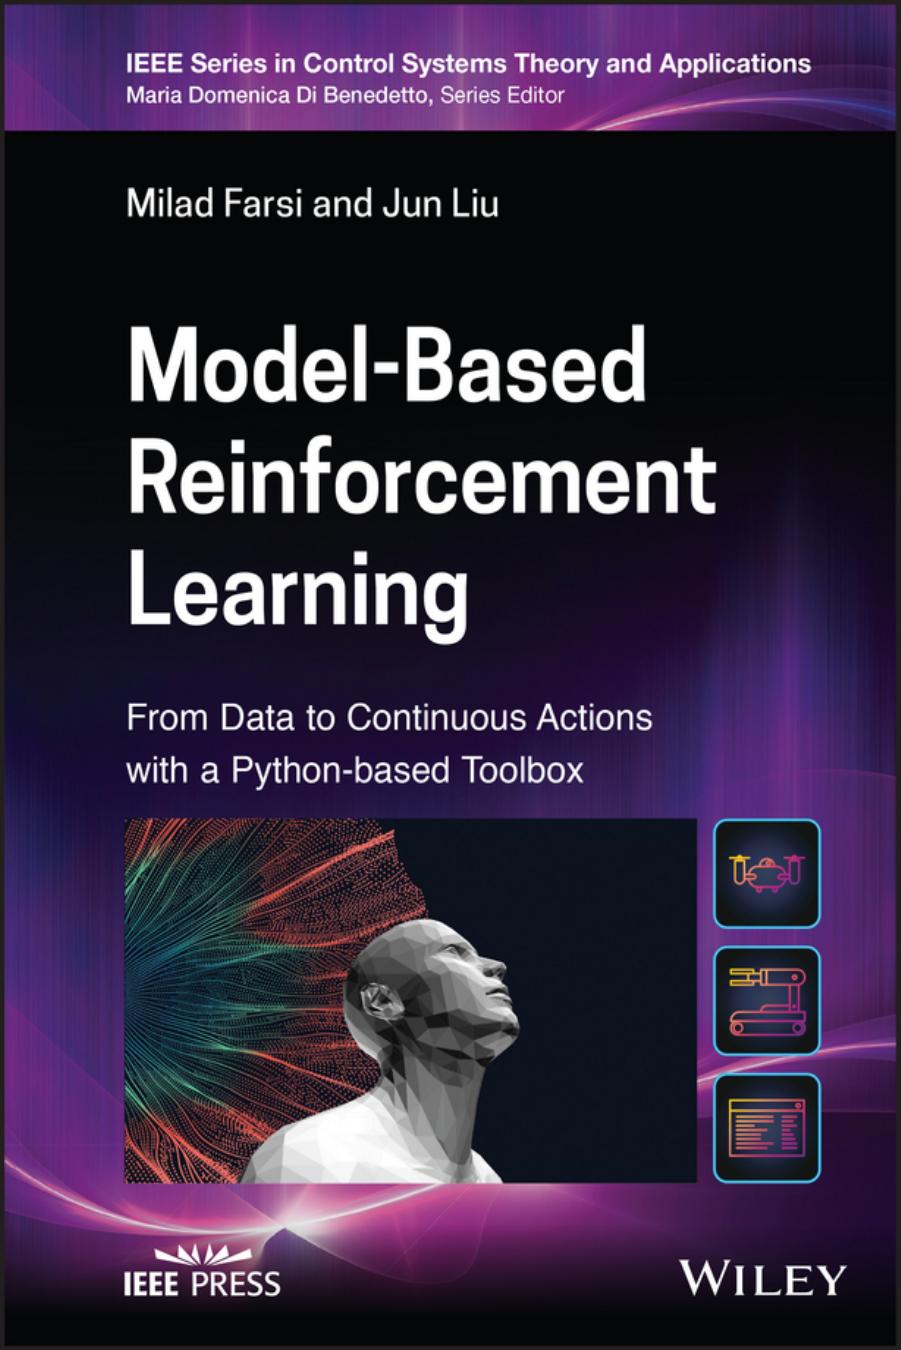 IEEE Series in Control Systems Theory and Applications
Maria Domenica Di Benedetto, Series Editor
Milad Farsi and Jun Liu
Model-Based
Reinforcement
Learning
From Data to Continuous Actions
with a Python-based Toolbox
IEEE PRESS
WILEY